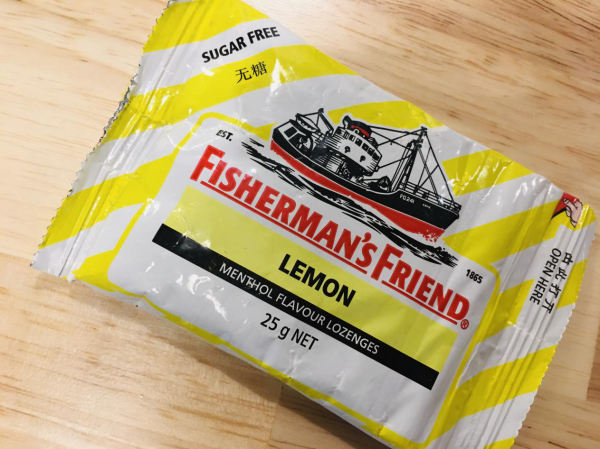 SUGAR FREE
无糖
FD241
EST.
1865
FISHERMAN'S FRIEND®
LEMON
MENTHOL FLAVOUR LOZENGES
25 g NET
由此打开
OPEN HERE